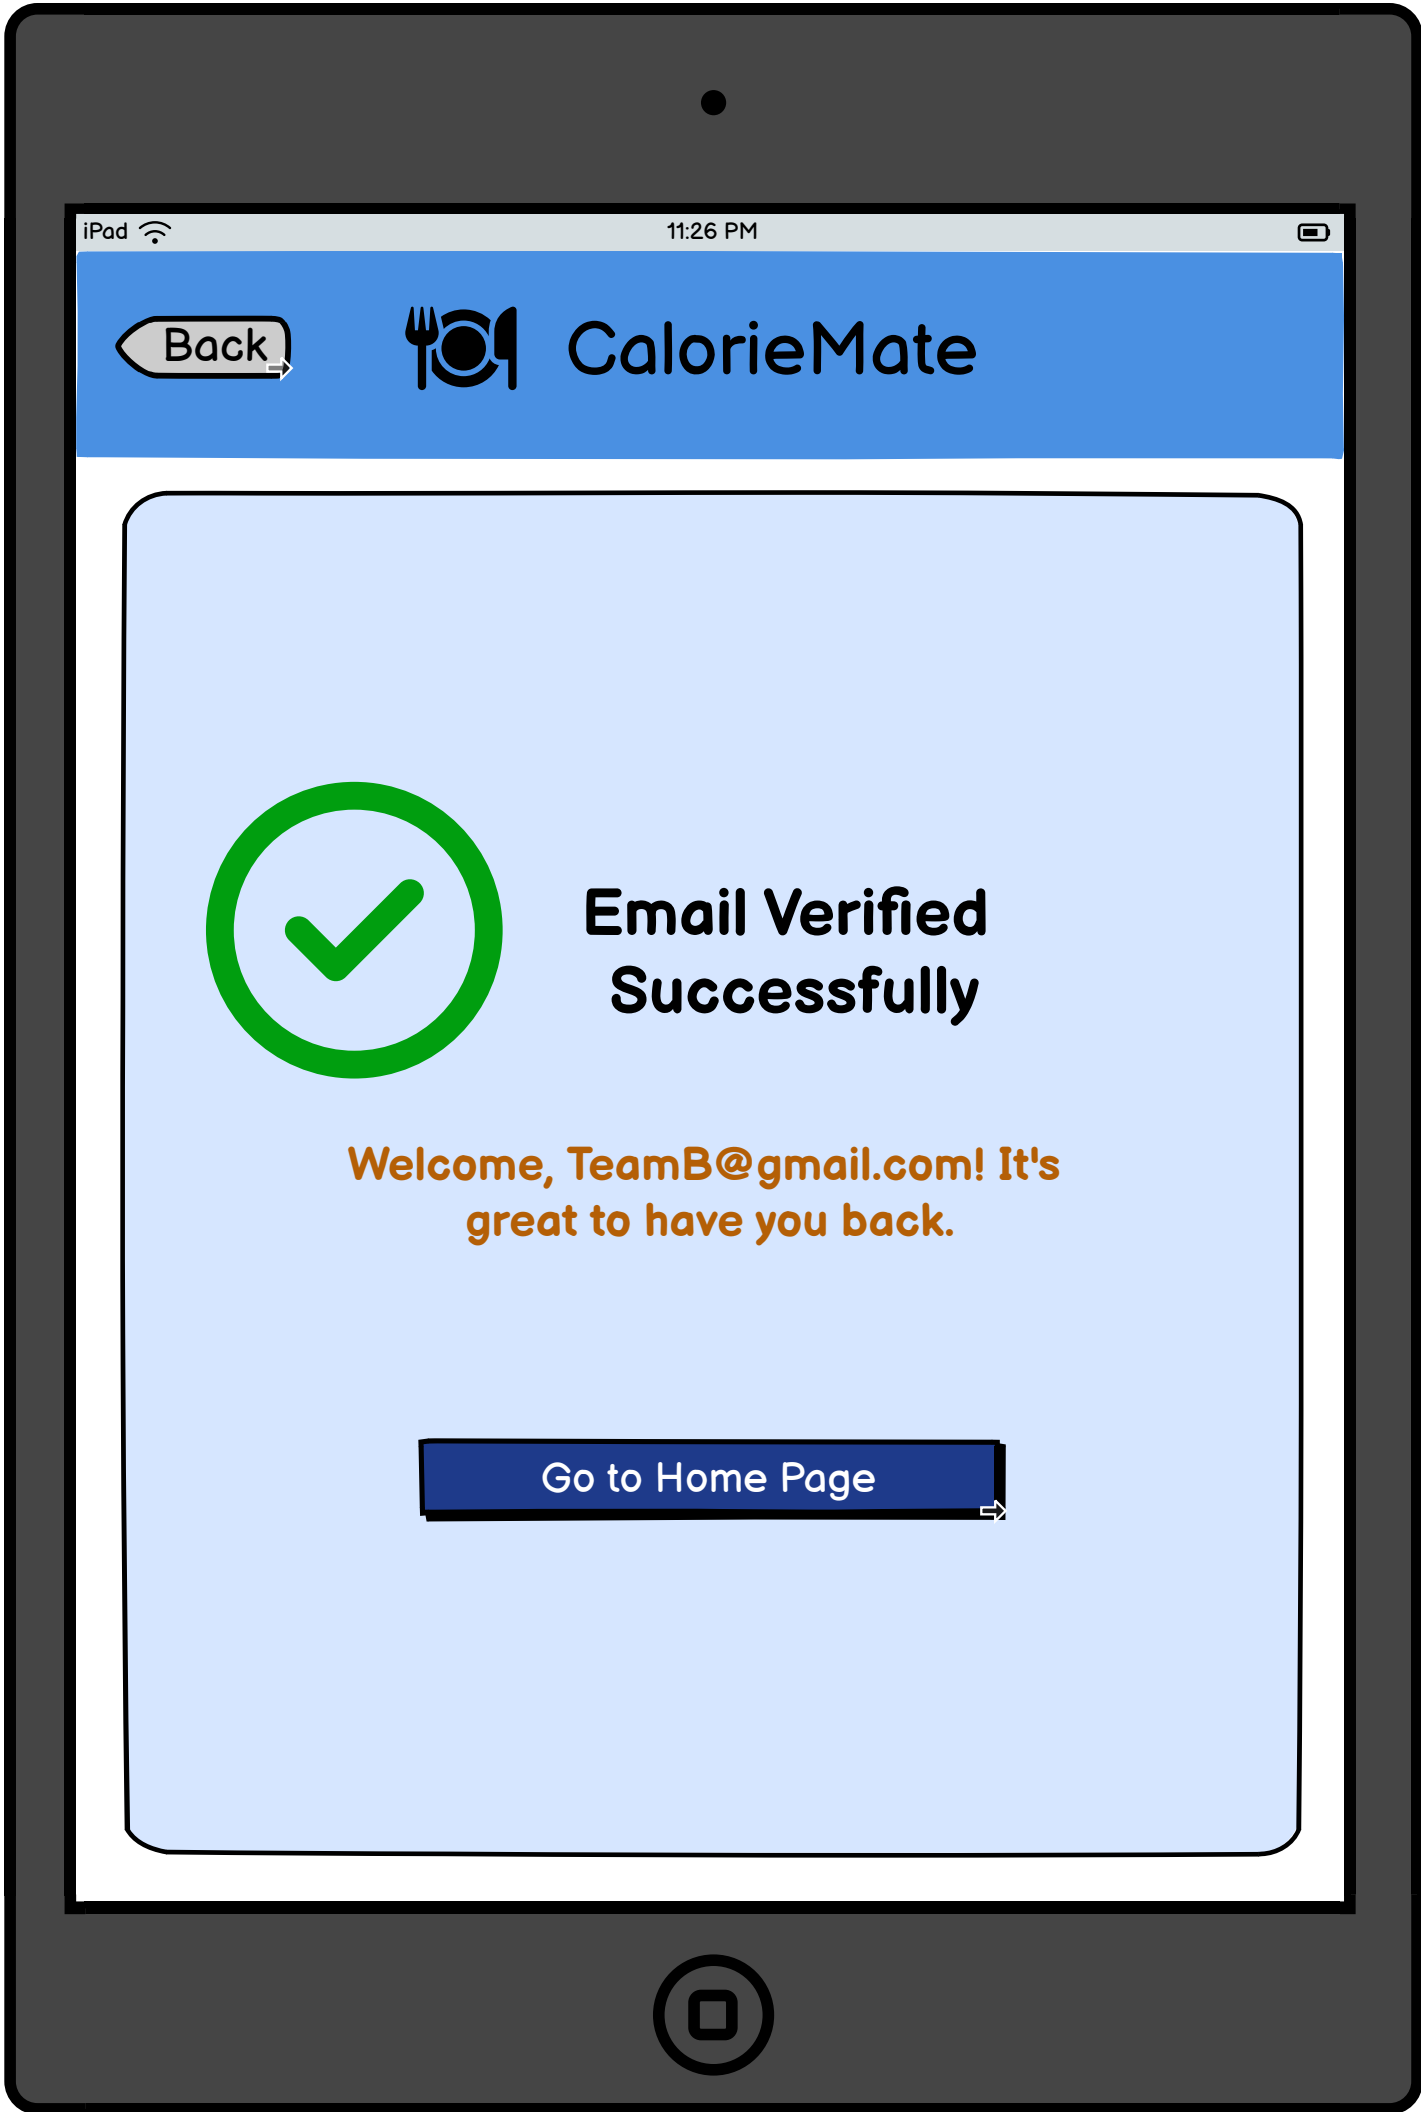 iPad
11:26 PM
Back
CalorieMate
Email Verified
Successfully
Welcome, TeamB@gmail.com! It's
great to have you back.
Go to Home Page